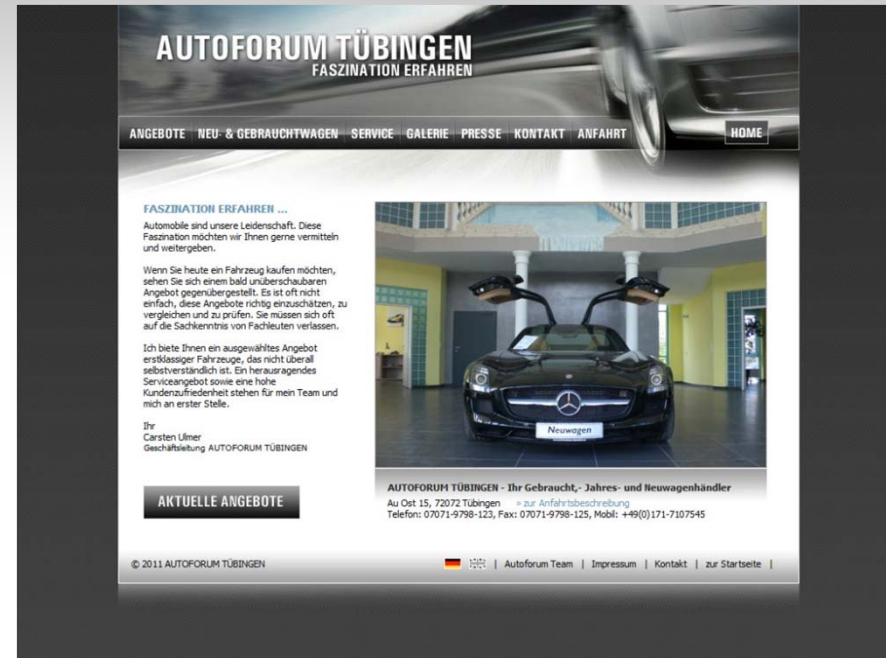 AUTOFORUM TÜBINGEN
FASZINATION ERFAHREN
ANGEBOTE NEU- & GEBRAUCHTWAGEN SERVICE GALERIE PRESSE KONTAKT ANFAHRT HOME
FASZINATION ERFAHREN ...
Automobile sind unsere Leidenschaft. Diese
Faszination möchten wir Ihnen gerne vermitteln
und weitergeben.
Wenn Sie heute ein Fahrzeug kaufen möchten,
sehen Sie sich einem bald unüberschaubaren
Angebot gegenübergestellt. Es ist oft nicht
einfach, diese Angebote richtig einzuschätzen, zu
vergleichen und zu prüfen. Sie müssen sich oft
auf die Sachkenntnis von Fachleuten verlassen.
Ich biete Ihnen ein ausgewähltes Angebot
erstklassiger Fahrzeuge, das nicht überall
selbstverständlich ist. Ein herausragendes
Serviceangebot sowie eine hohe
Kundenzufriedenheit stehen für mein Team und
mich an erster Stelle.
Ihr
Carsten Ulmer
Geschäftsleitung AUTOFORUM TÜBINGEN
AKTUELLE ANGEBOTE
Neuwagen
AUTOFORUM TÜBINGEN - Ihr Gebraucht,- Jahres- und Neuwagenhändler
Au Ost 15, 72072 Tübingen » zur Anfahrtsbeschreibung
Telefon: 07071-9798-123, Fax: 07071-9798-125, Mobil: +49(0)171-7107545
© 2011 AUTOFORUM TÜBINGEN | Autoforum Team | Impressum | Kontakt | zur Startseite |